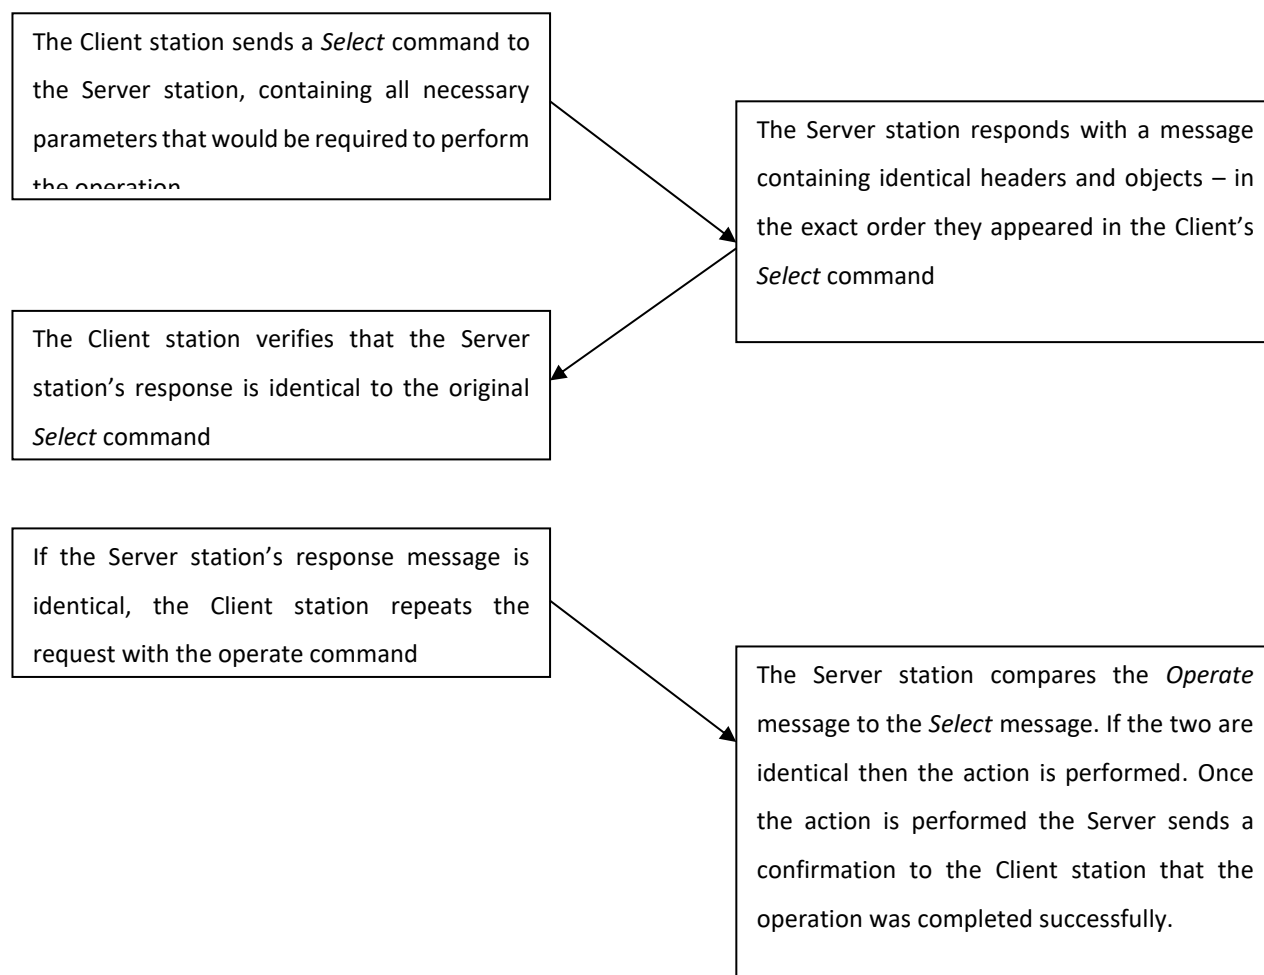 The Client station sends a Select command to
the Server station, containing all necessary
parameters that would be required to perform
the operation
The Server station responds with a message
containing identical headers and objects – in
the exact order they appeared in the Client’s
Select command
The Client station verifies that the Server
station’s response is identical to the original
Select command
If the Server station’s response message is
identical, the Client station repeats the
request with the operate command
The Server station compares the Operate
message to the Select message. If the two are
identical then the action is performed. Once
the action is performed the Server sends a
confirmation to the Client station that the
operation was completed successfully.